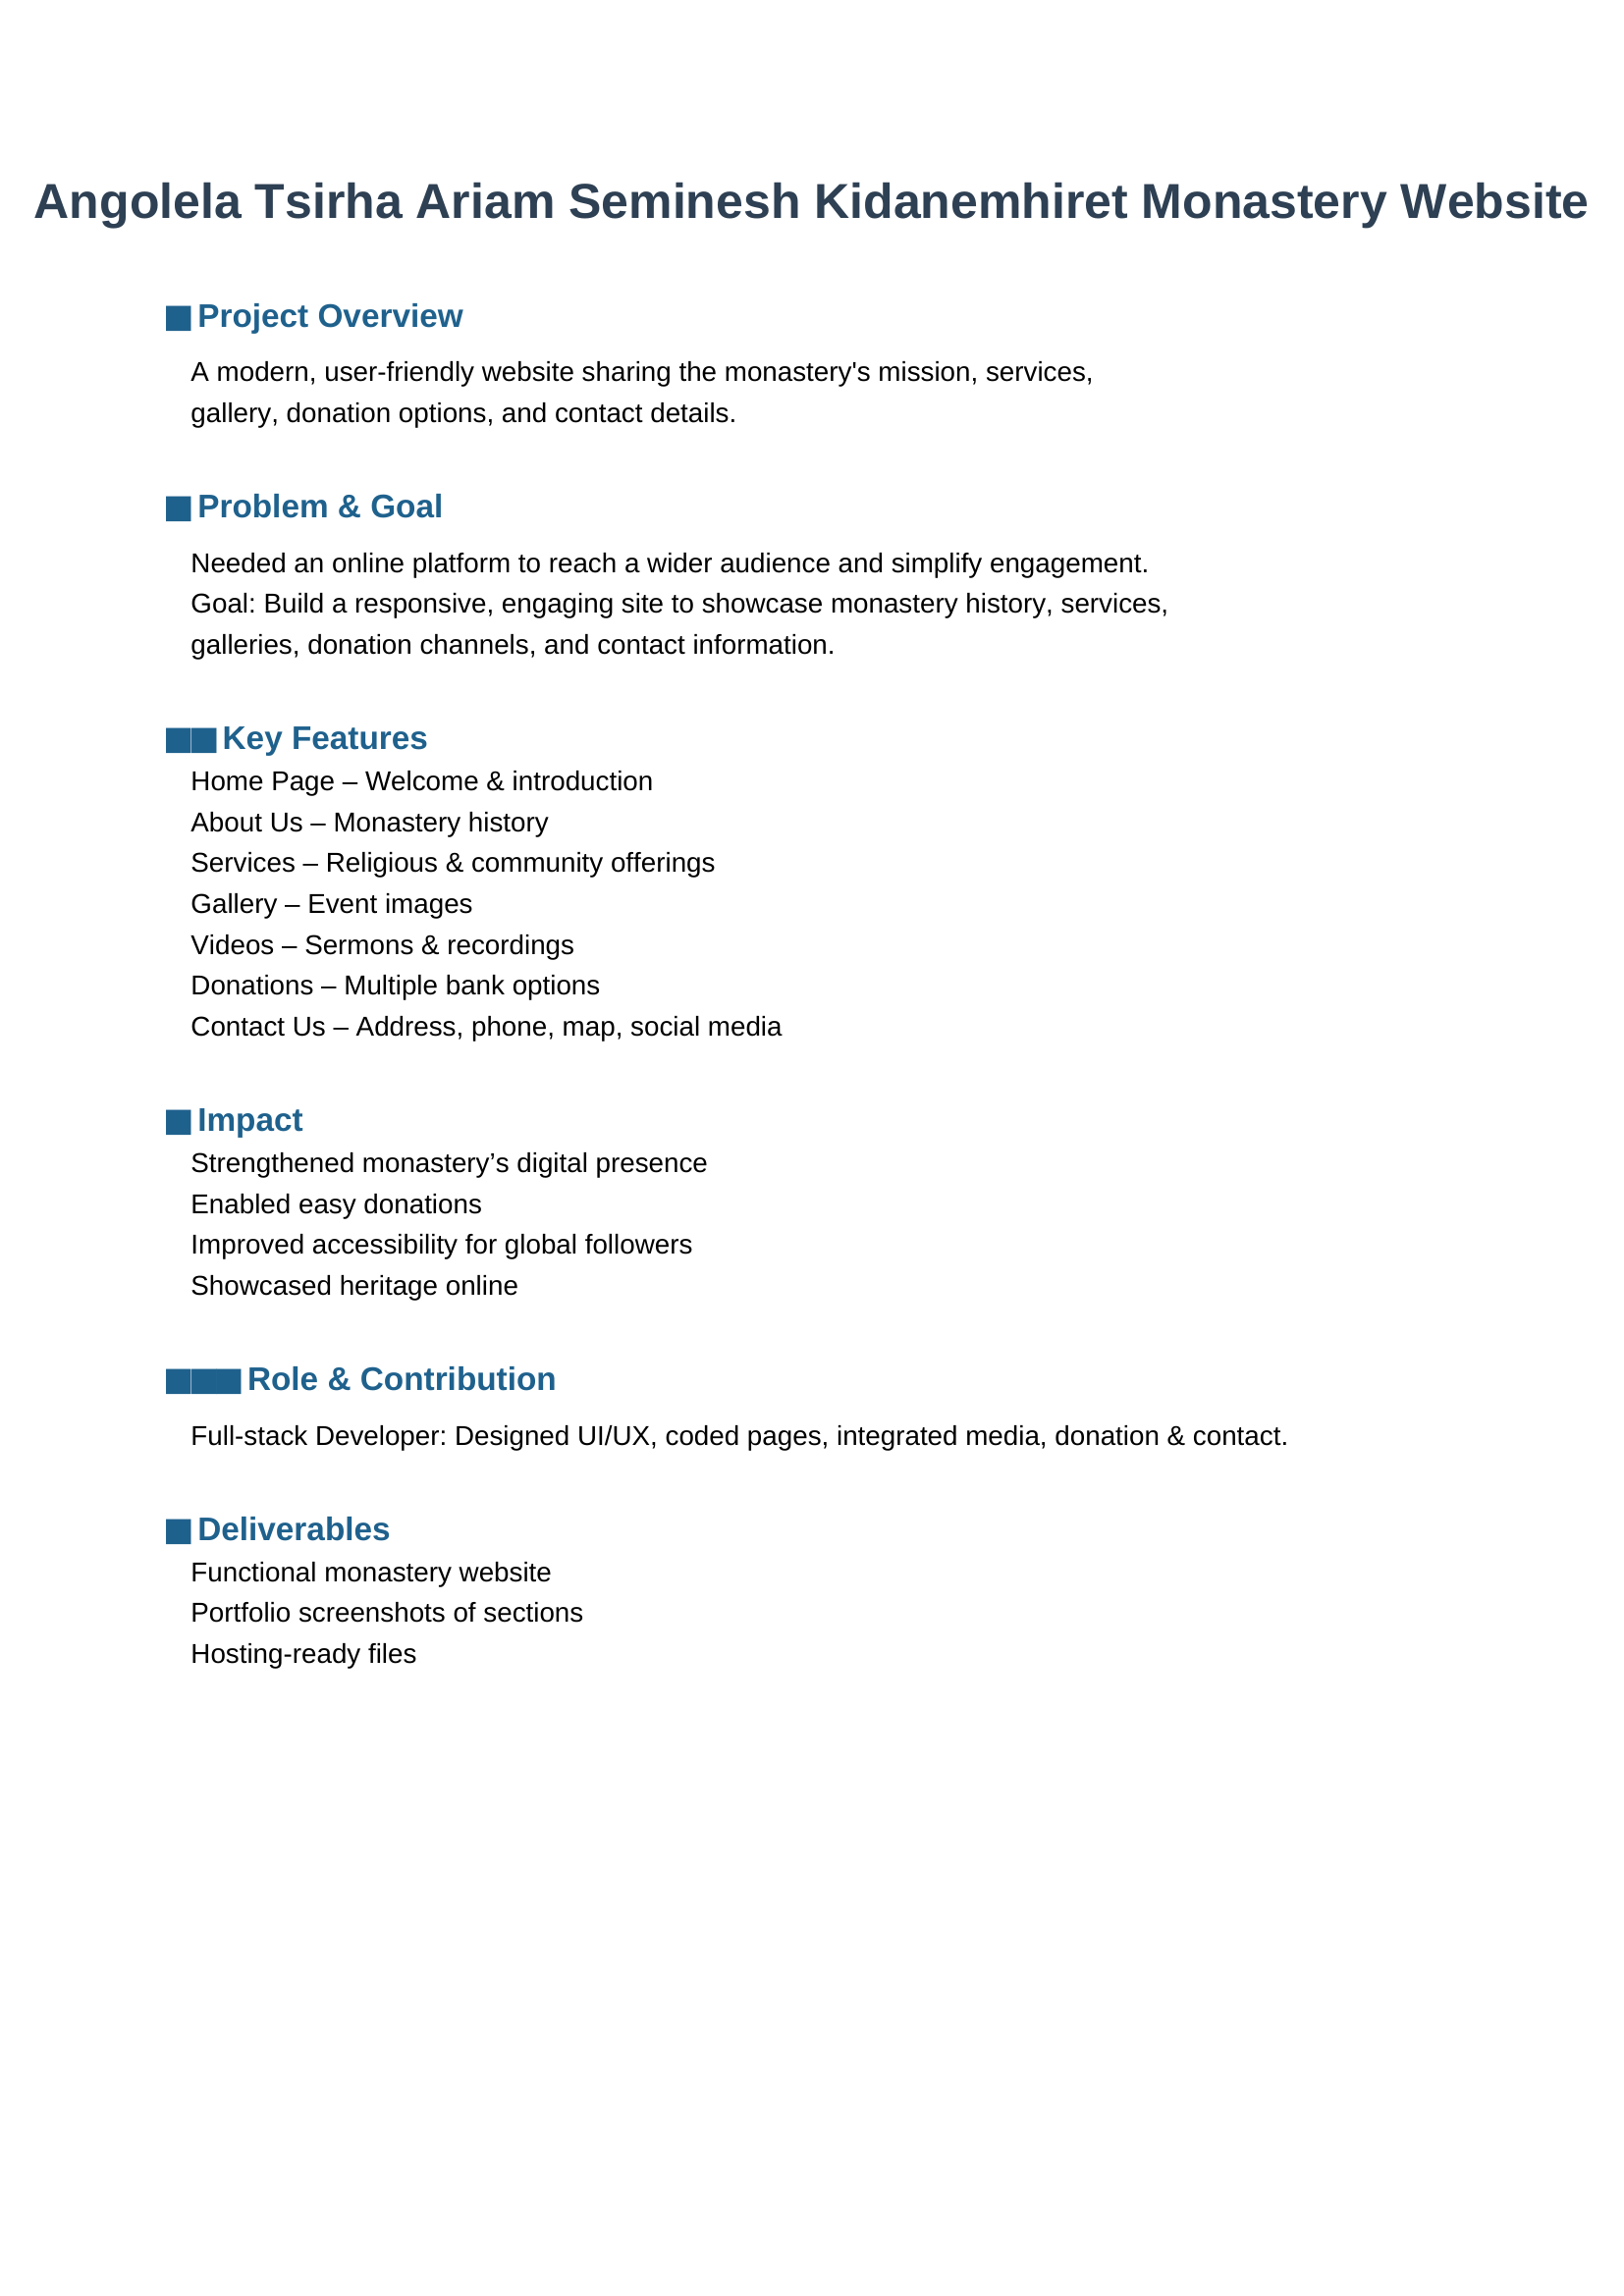 Angolela Tsirha Ariam Seminesh Kidanemhiret Monastery Website
■ Project Overview
A modern, user-friendly website sharing the monastery's mission, services,
gallery, donation options, and contact details.
■ Problem & Goal
Needed an online platform to reach a wider audience and simplify engagement.
Goal: Build a responsive, engaging site to showcase monastery history, services,
galleries, donation channels, and contact information.
■■ Key Features
Home Page – Welcome & introduction
About Us – Monastery history
Services – Religious & community offerings
Gallery – Event images
Videos – Sermons & recordings
Donations – Multiple bank options
Contact Us – Address, phone, map, social media
■ Impact
Strengthened monastery’s digital presence
Enabled easy donations
Improved accessibility for global followers
Showcased heritage online
■■■ Role & Contribution
Full-stack Developer: Designed UI/UX, coded pages, integrated media, donation & contact.
■ Deliverables
Functional monastery website
Portfolio screenshots of sections
Hosting-ready files